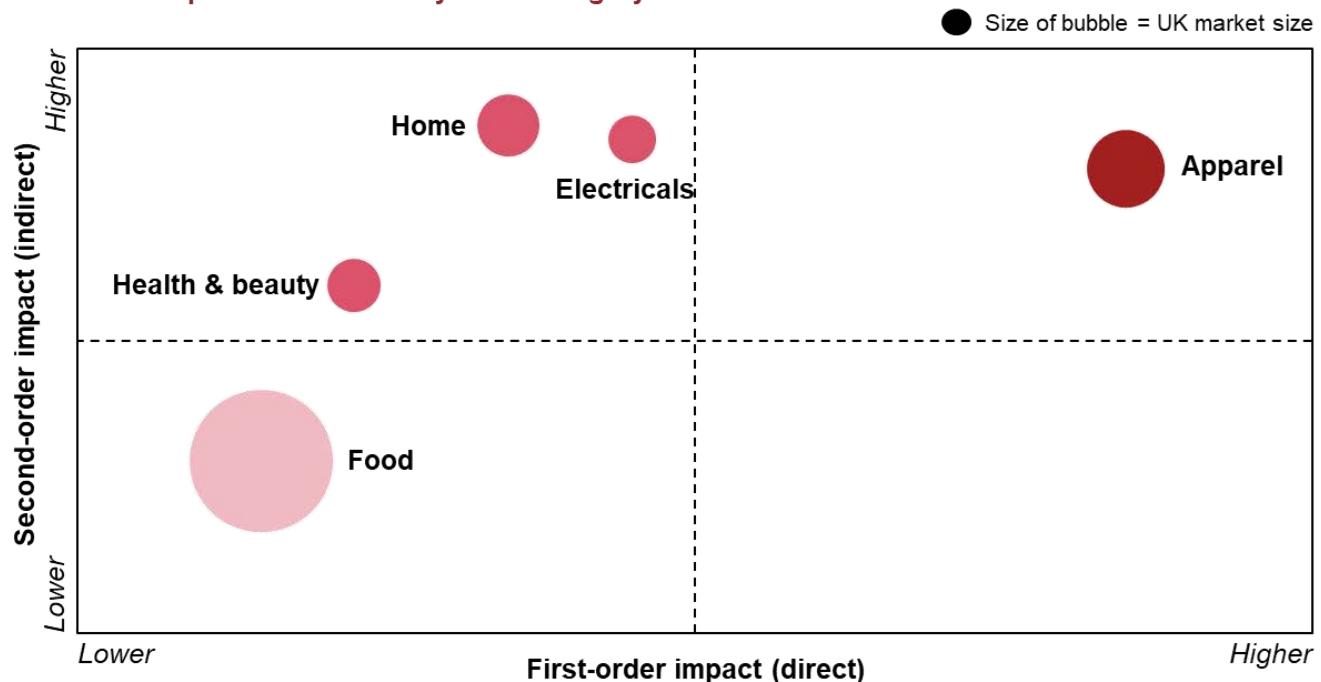 Size of bubble = UK market size
Higher
Home
Electricals
Apparel
Health & beauty
Second-order impact (indirect)
Food
Lower
Lower
First-order impact (direct)
Higher